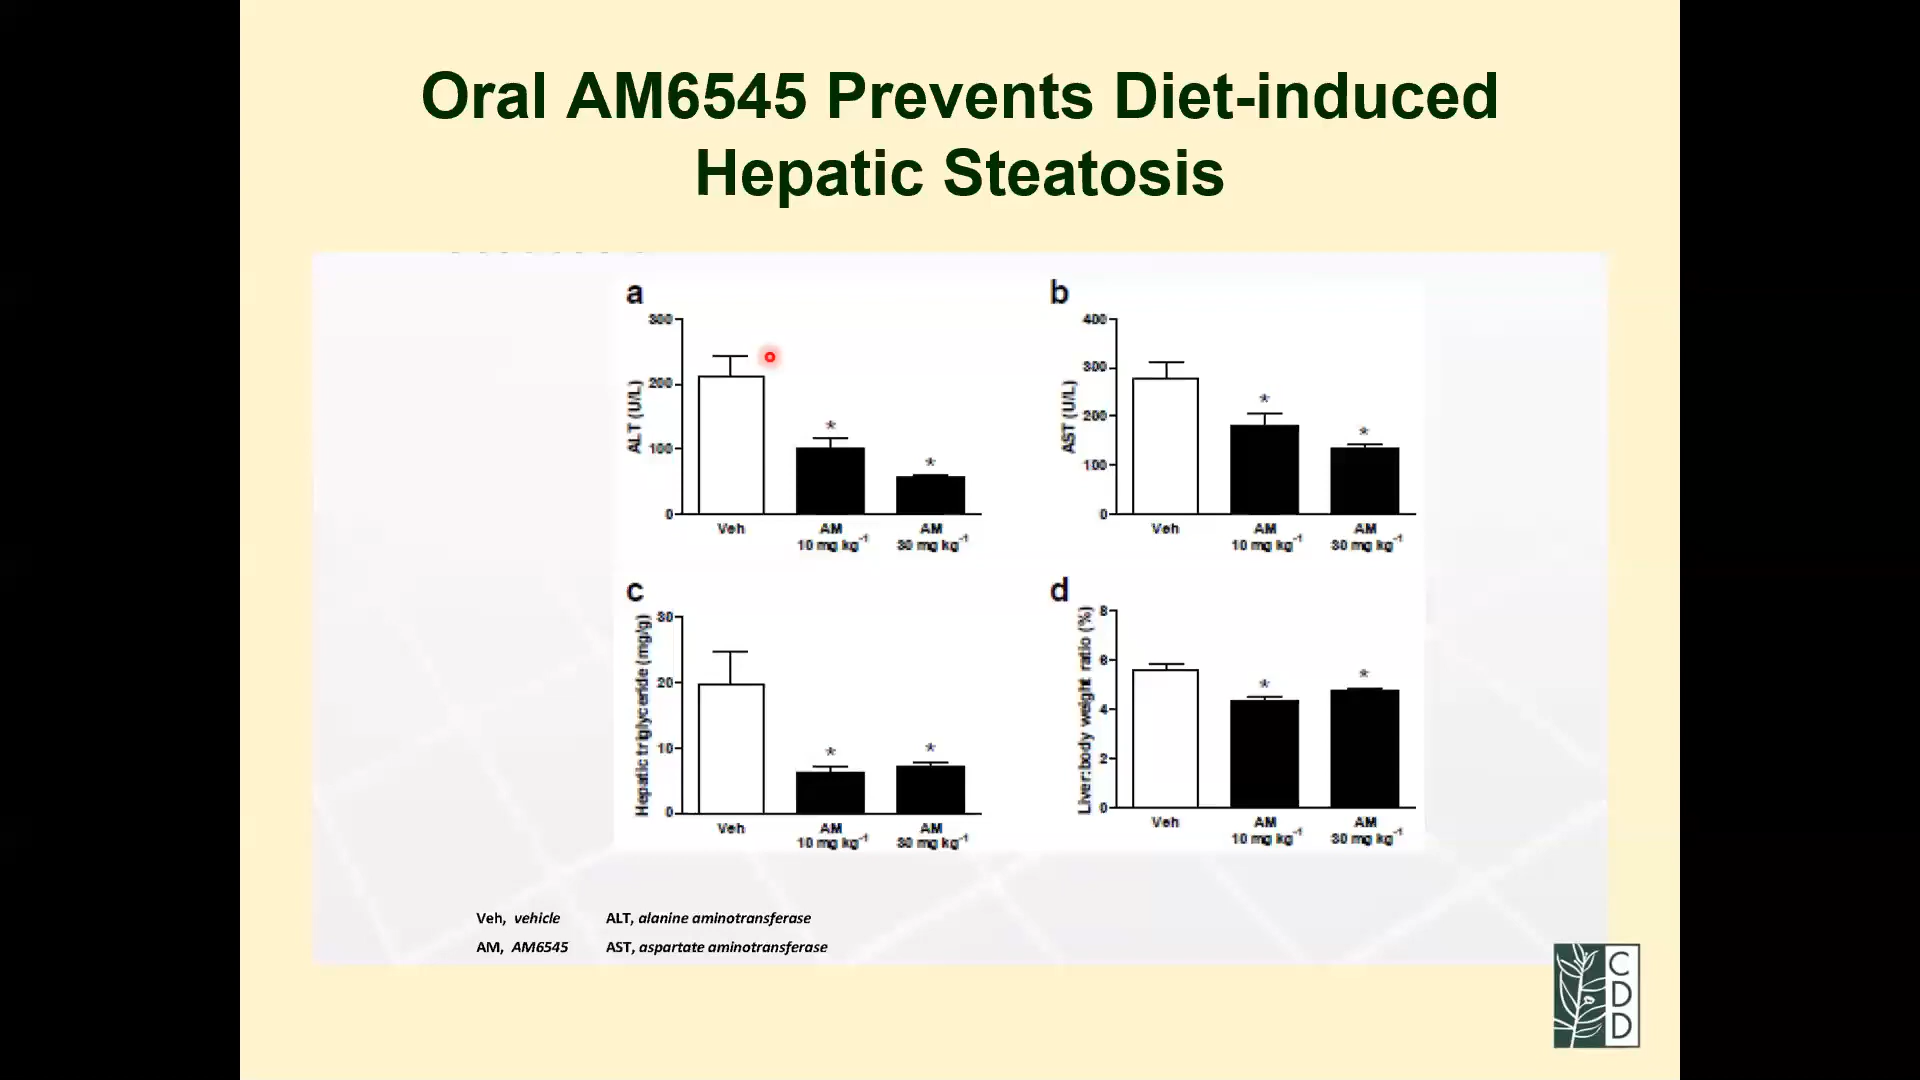 Oral AM6545 Prevents Diet-induced
Hepatic Steatosis
a
300
200
100
0
ALT (U/L)
*
*
Veh
AM
10 mg kg⁻¹
AM
30 mg kg⁻¹
b
400
300
200
100
0
AST (U/L)
*
*
Veh
AM
10 mg kg⁻¹
AM
30 mg kg⁻¹
c
30
20
10
0
Hepatic triglyceride (mg/g)
*
*
Veh
AM
10 mg kg⁻¹
AM
30 mg kg⁻¹
d
8
6
4
2
0
Liver:body weight ratio (%)
*
*
Veh
AM
10 mg kg⁻¹
AM
30 mg kg⁻¹
Veh, vehicle
ALT, alanine aminotransferase
AM, AM6545
AST, aspartate aminotransferase
C
D
D